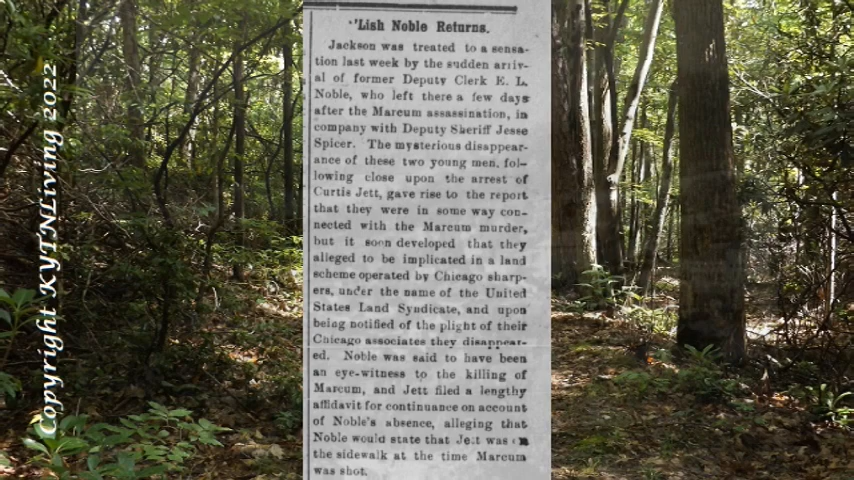 'Lish Noble Returns.
Jackson was treated to a sensa-
tion last week by the sudden arriv-
al of former Deputy Clerk E. L.
Noble, who left there a few days
after the Marcum assassination, in
company with Deputy Sheriff Jesse
Spicer. The mysterious disappear-
ance of these two young men, fol-
lowing close upon the arrest of
Curtis Jett, gave rise to the report
that they were in some way con-
nected with the Marcum murder,
but it soon developed that they
alleged to be implicated in a land
scheme operated by Chicago sharp-
ers, under the name of the United
States Land Syndicate, and upon
being notified of the plight of their
Chicago associates they disappear-
ed. Noble was said to have been
an eye-witness to the killing of
Marcum, and Jett filed a lengthy
affidavit for continuance on account
of Noble's absence, alleging that
Noble would state that Jett was on
the sidewalk at the time Marcum
was shot.
Copyright KYTNLiving 2022